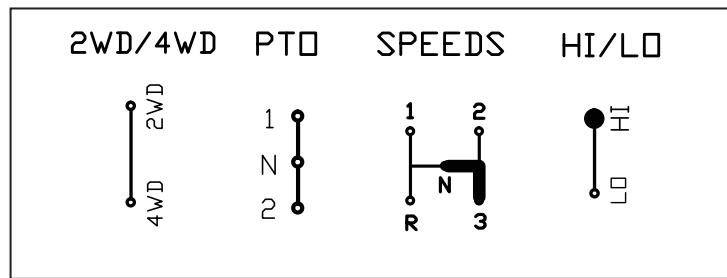 2WD/4WD PTO SPEEDS HI/LO
2WD
4WD
1
N
2
1 2
N
R 3
HI
LO